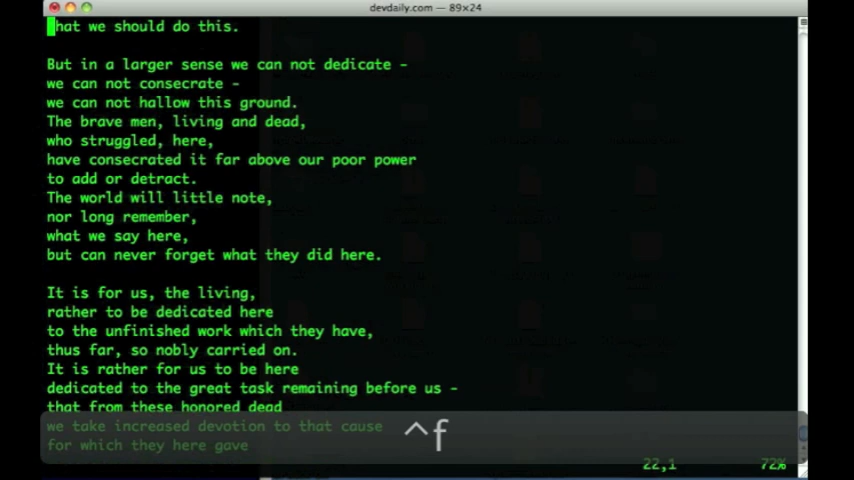 devdaily.com — 89×24
hat we should do this.
But in a larger sense we can not dedicate -
we can not consecrate -
we can not hallow this ground.
The brave men, living and dead,
who struggled, here,
have consecrated it far above our poor power
to add or detract.
The world will little note,
nor long remember,
what we say here,
but can never forget what they did here.
It is for us, the living,
rather to be dedicated here
to the unfinished work which they have,
thus far, so nobly carried on.
It is rather for us to be here
dedicated to the great task remaining before us -
that from these honored dead
we take increased devotion to that cause
for which they here gave
^f
22,1 72%